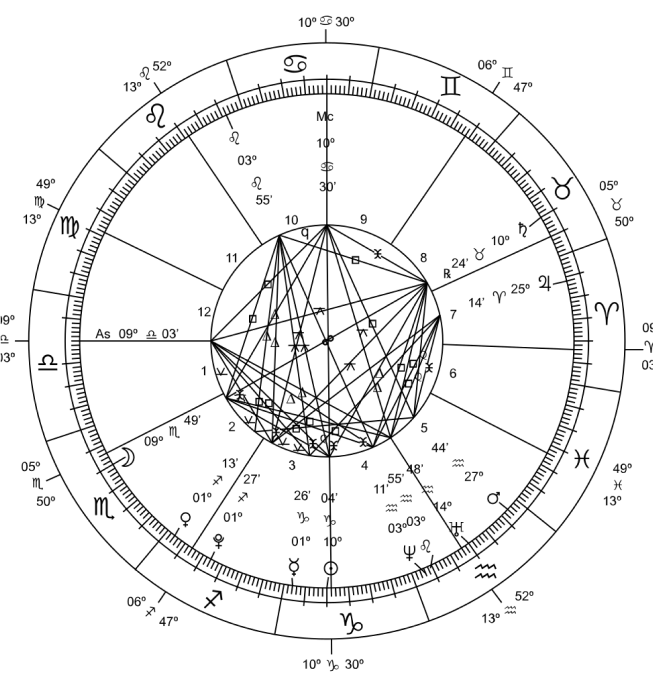 10º ♋ 30º
13º ♌ 52º
♋
♊
06º ♊ 47º
♌
♌
Mc
10º
♋
30'
03º
♌
55'
49º
♍
13º
♍
♉
05º
♉
50º
♄
10º ♉ 24' ℞
♃
25º ♈ 14'
♈
10
q
9
11
8
12
7
1
6
2
5
3
4
09º
♎
03'
♎
As 09º ♎ 03'
09º
♈
03
☽
09º ♏ 49'
05º
♏
50º
♏
♀
01º
♐
13'
♇
01º
♐
27'
☿
01º
♑
26'
☉
10º
♑
04'
♆
03º
♒
11'
☊
03º
♒
55'
♅
14º
♒
48'
♂
27º
♒
44'
♓
49º
♓
13º
♒
♐
♑
06º ♐ 47º
13º ♒ 52º
10º ♑ 30º